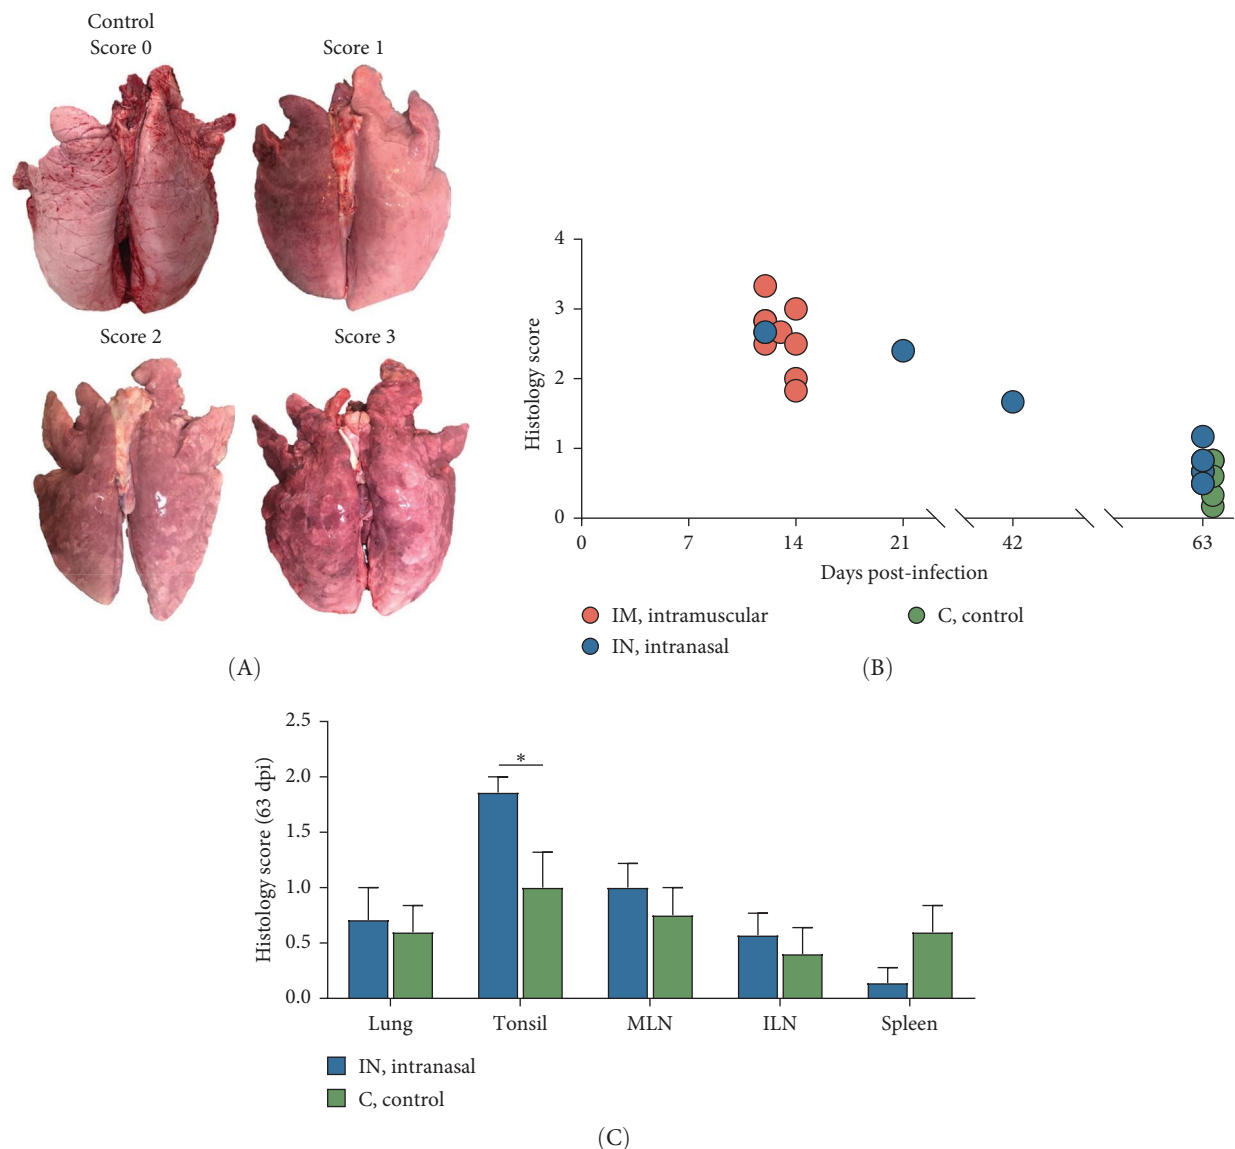 Control
Score 0
Score 1
Score 2
Score 3
(A)
Histology score
4
3
2
1
0
0 7 14 21 42 63
Days post-infection
IM, intramuscular
IN, intranasal
C, control
(B)
Histology score (63 dpi)
2.5
2.0
1.5
1.0
0.5
0.0
*
Lung Tonsil MLN ILN Spleen
IN, intranasal
C, control
(C)